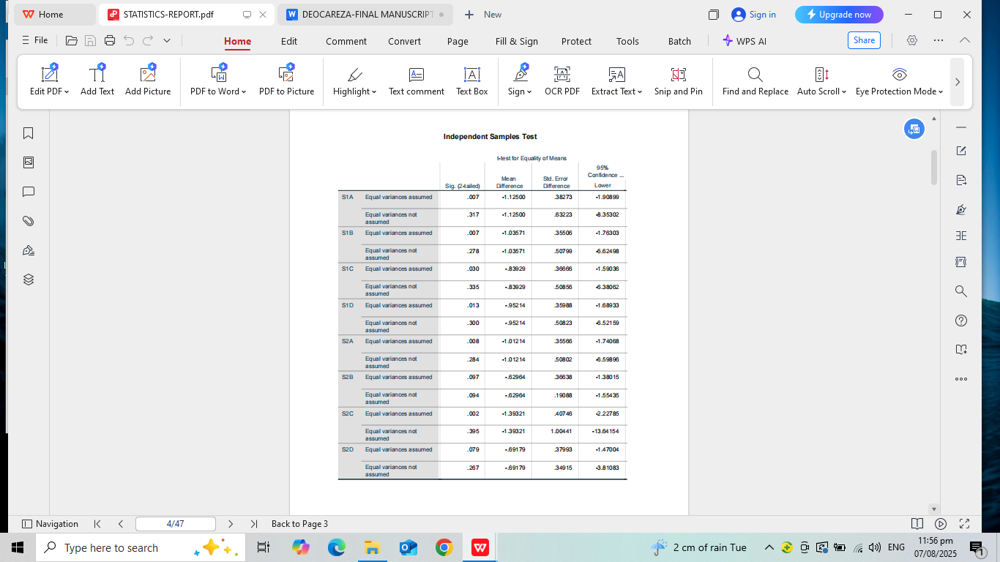 Home
STATISTICS-REPORT.pdf
DEOCAREZA-FINAL MANUSCRIPT
New
Sign in
Upgrade now
File
Home
Edit
Comment
Convert
Page
Fill & Sign
Protect
Tools
Batch
WPS AI
Share
Edit PDF
Add Text
Add Picture
PDF to Word
PDF to Picture
Highlight
Text comment
Text Box
Sign
OCR PDF
Extract Text
Snip and Pin
Find and Replace
Auto Scroll
Eye Protection Mode
Independent Samples Test
t-test for Equality of Means
95% Confidence ...
Sig. (2-tailed) Mean Difference Std. Error Difference Lower
S1A Equal variances assumed .007 -1.12500 .38273 -1.90899
Equal variances not assumed .317 -1.12500 .63223 -8.35302
S1B Equal variances assumed .007 -1.03571 .35506 -1.76303
Equal variances not assumed .278 -1.03571 .50799 -6.62498
S1C Equal variances assumed .030 -.83929 .36666 -1.59036
Equal variances not assumed .335 -.83929 .50856 -6.38062
S1D Equal variances assumed .013 -.95214 .35988 -1.68933
Equal variances not assumed .300 -.95214 .50823 -6.52159
S2A Equal variances assumed .008 -1.01214 .35566 -1.74068
Equal variances not assumed .284 -1.01214 .50802 -6.59896
S2B Equal variances assumed .097 -.62964 .36638 -1.38015
Equal variances not assumed .094 -.62964 .19088 -1.55435
S2C Equal variances assumed .002 -1.39321 .40746 -2.22785
Equal variances not assumed .395 -1.39321 1.00441 -13.64154
S2D Equal variances assumed .079 -.69179 .37993 -1.47004
Equal variances not assumed .267 -.69179 .34915 -3.81083
Navigation
4/47
Back to Page 3
Type here to search
2 cm of rain Tue
ENG
11:56 pm
07/08/2025
1